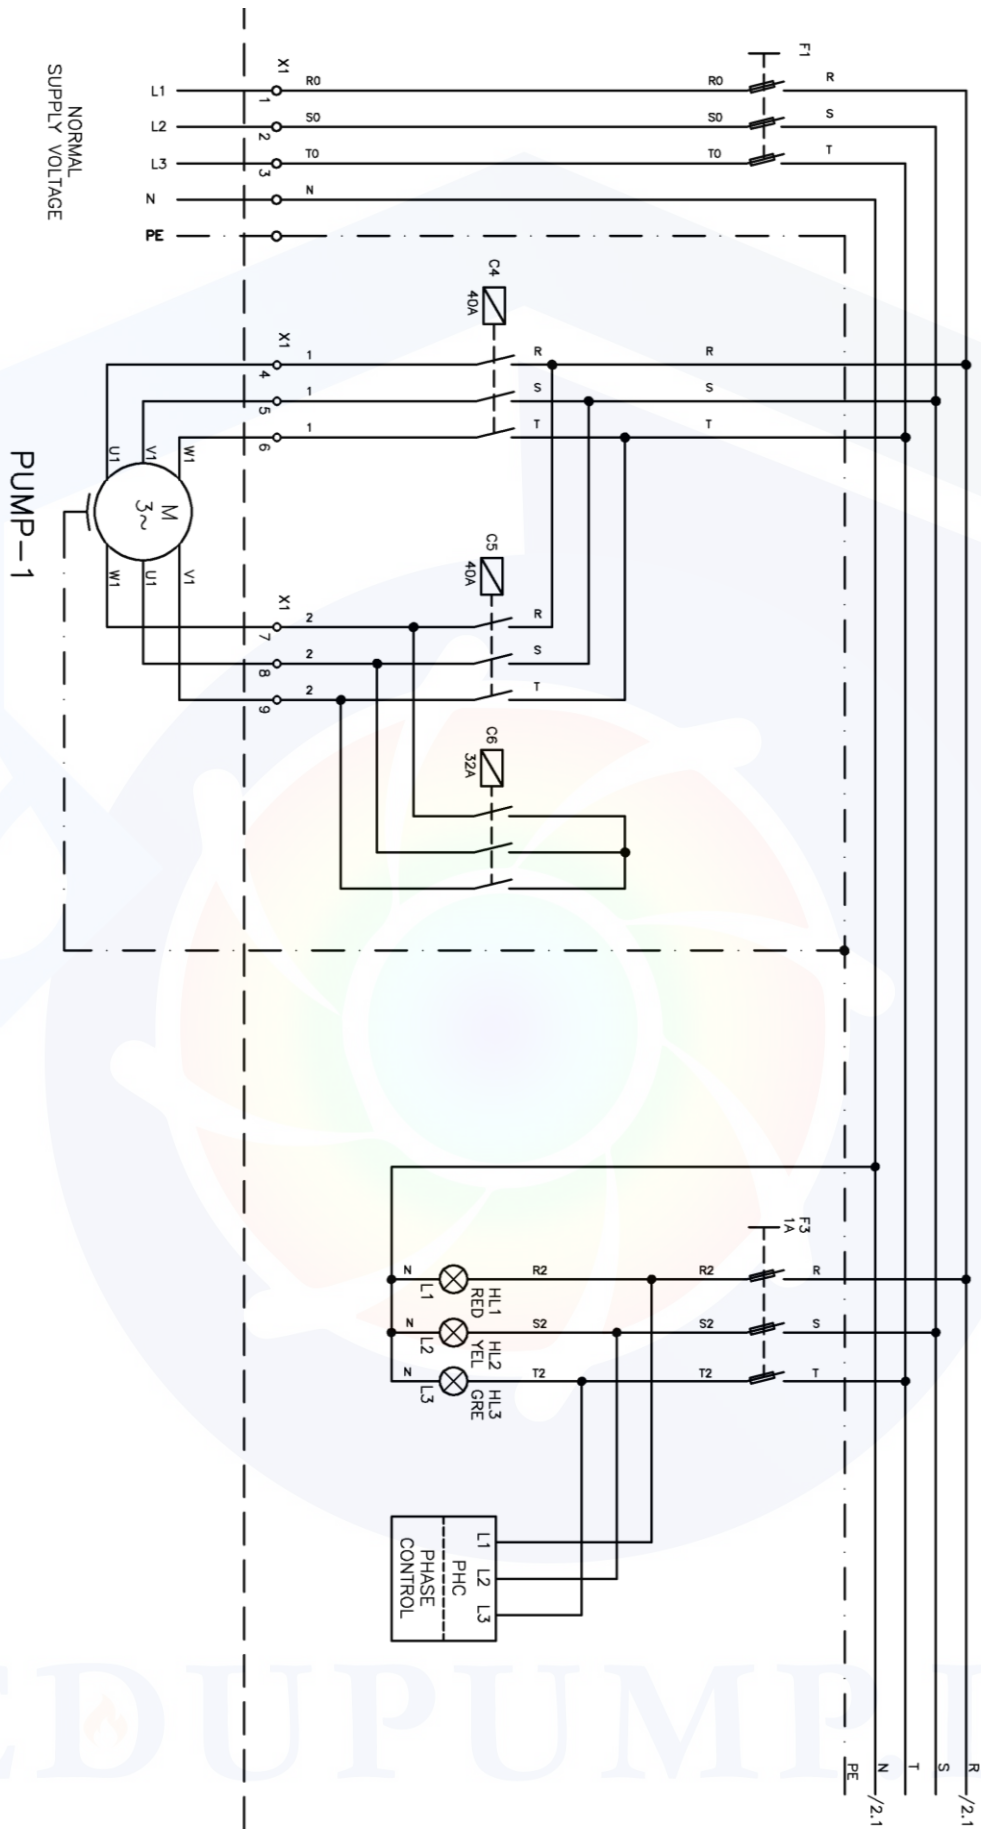 NORMAL
SUPPLY VOLTAGE
L1
L2
L3
N
PE
X1
1
2
3
R0
S0
T0
N
R0
S0
T0
F1
R
S
T
C4
40A
X1
4
5
6
1
1
1
R
S
T
R
S
T
PUMP-1
U1
V1
W1
M
3~
W1
U1
V1
X1
7
8
9
2
2
2
C5
40A
R
S
T
C6
32A
F3
1A
R
S
T
R2
S2
T2
R2
S2
T2
N
N
N
L1
L2
L3
HL1
RED
HL2
YEL
HL3
GRE
L1 L2 L3
PHC
PHASE
CONTROL
R
S
T
N
PE
/2.1
/2.1
EDUPUMP.I